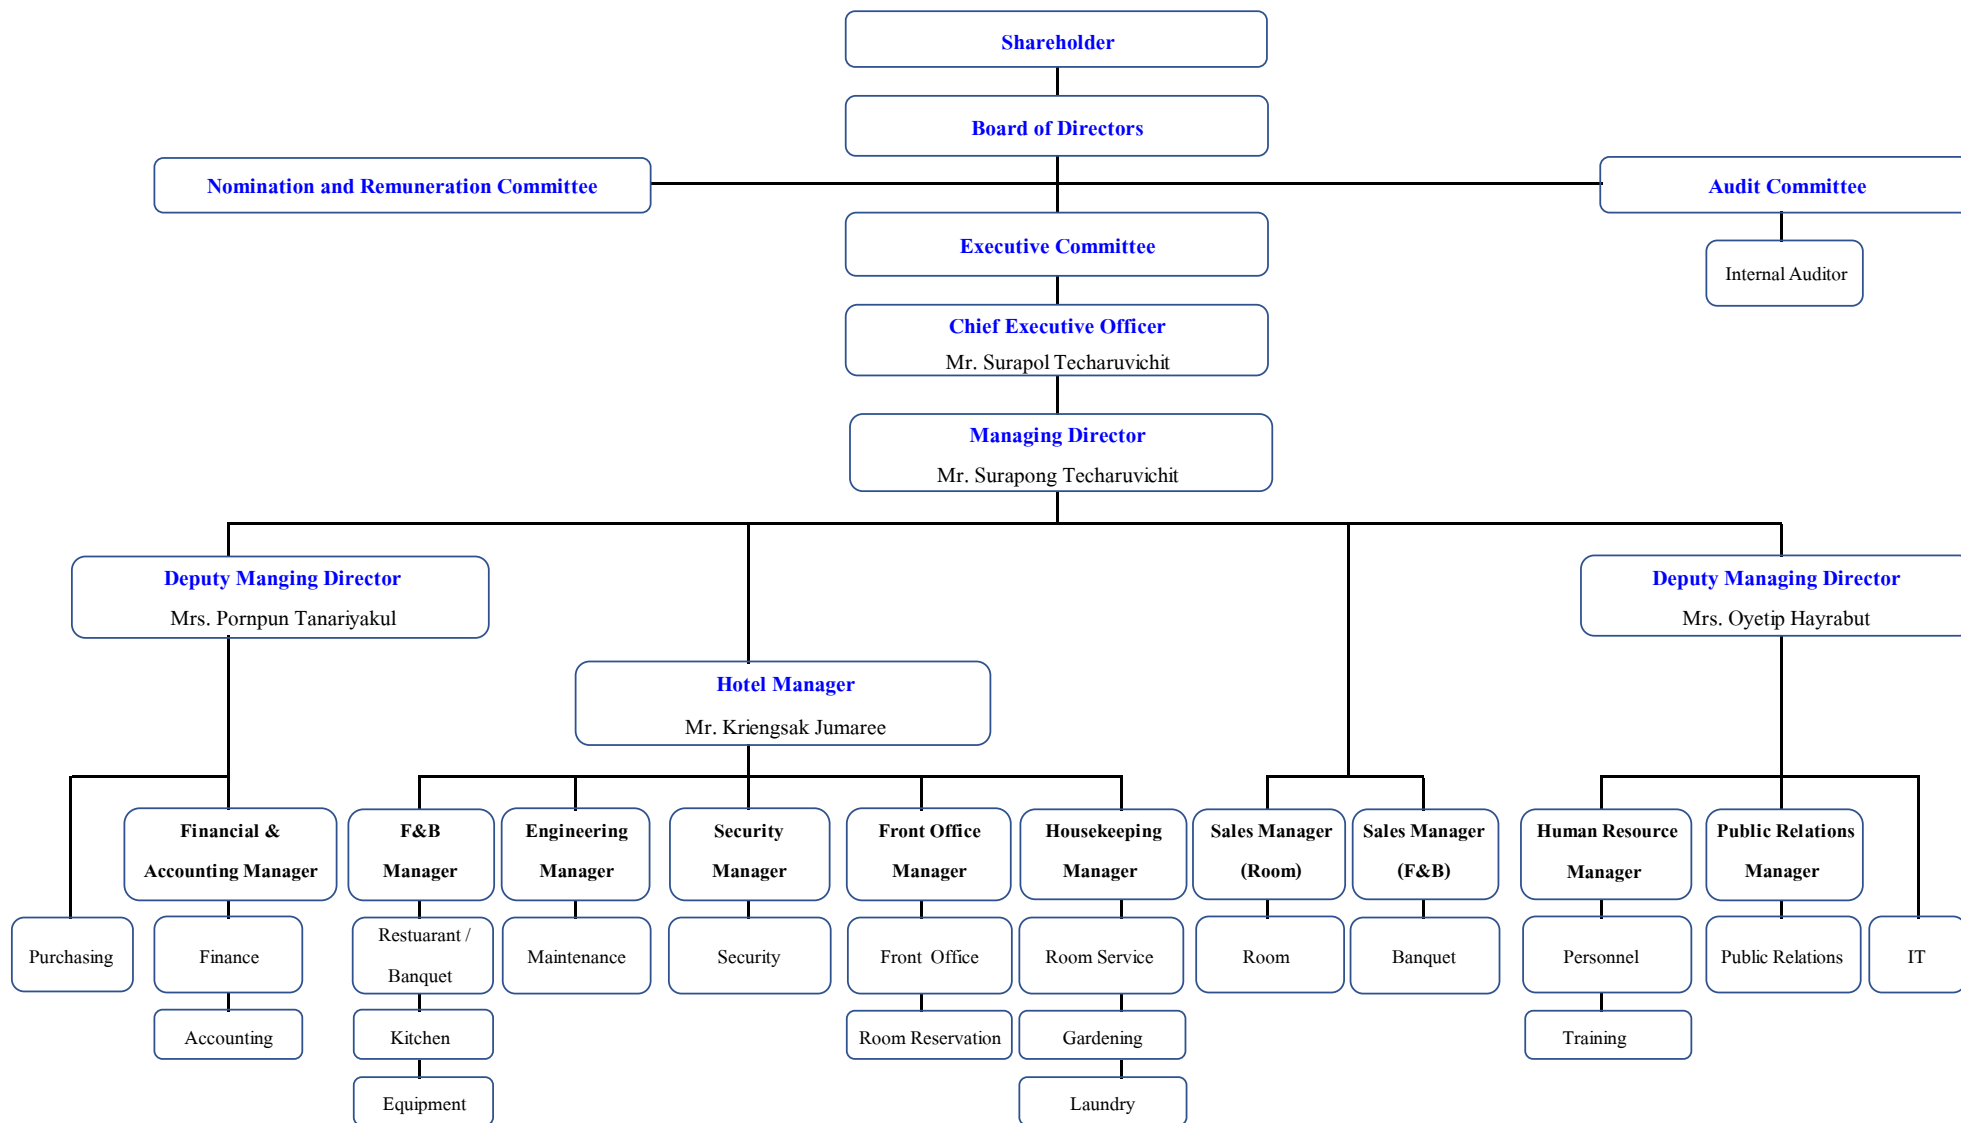 Shareholder
Board of Directors
Nomination and Remuneration Committee
Audit Committee
Executive Committee
Internal Auditor
Chief Executive Officer
Mr. Surapol Techaruvichit
Managing Director
Mr. Surapong Techaruvichit
Deputy Manging Director
Mrs. Pornpun Tanariyakul
Deputy Managing Director
Mrs. Oyetip Hayrabut
Hotel Manager
Mr. Kriengsak Jumaree
Financial &
Accounting Manager
F&B
Manager
Engineering
Manager
Security
Manager
Front Office
Manager
Housekeeping
Manager
Sales Manager
(Room)
Sales Manager
(F&B)
Human Resource
Manager
Public Relations
Manager
Purchasing
Finance
Restuarant /
Banquet
Maintenance
Security
Front Office
Room Service
Room
Banquet
Personnel
Public Relations
IT
Accounting
Kitchen
Room Reservation
Gardening
Training
Equipment
Laundry